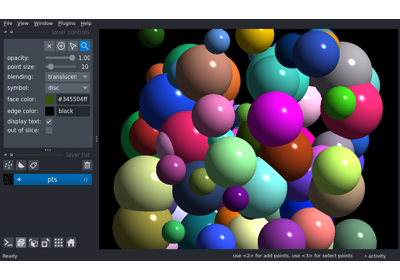 File View Window Plugins Help
layer controls
opacity: 1.00
point size: 10
blending: translucen
symbol: disc
face color: #345504ff
edge color: black
display text:
out of slice:
layer list
pts
Ready use <2> for add points, use <3> for select points activity